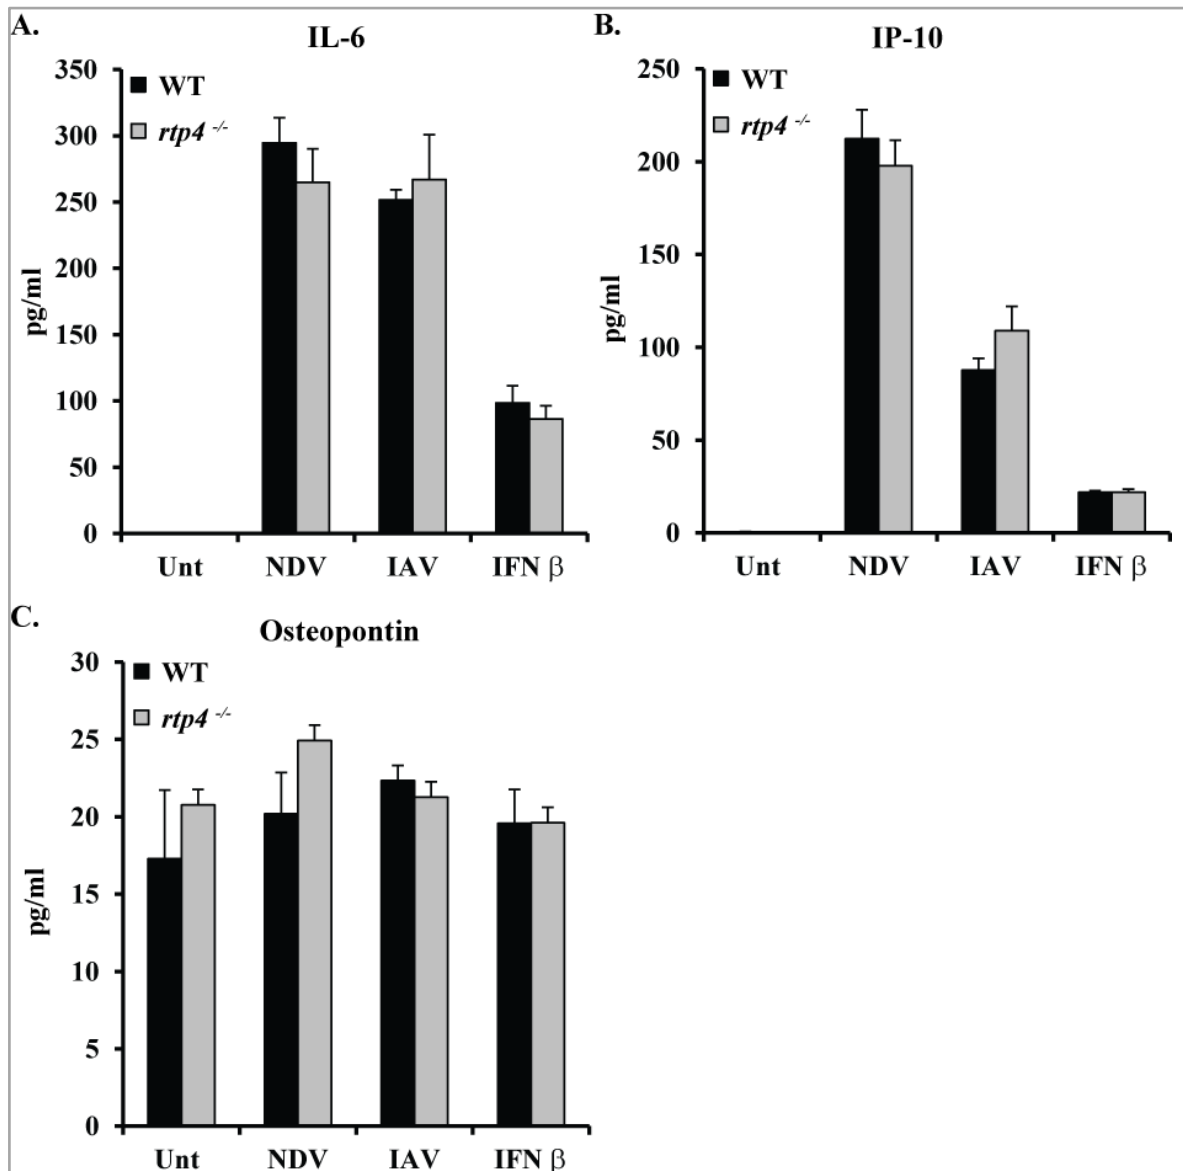 A.
IL-6
350
300
250
200
150
100
50
0
pg/ml
WT
rtp4 -/-
Unt NDV IAV IFN β
B.
IP-10
250
200
150
100
50
0
pg/ml
WT
rtp4 -/-
Unt NDV IAV IFN β
C.
Osteopontin
30
25
20
15
10
5
0
pg/ml
WT
rtp4 -/-
Unt NDV IAV IFN β